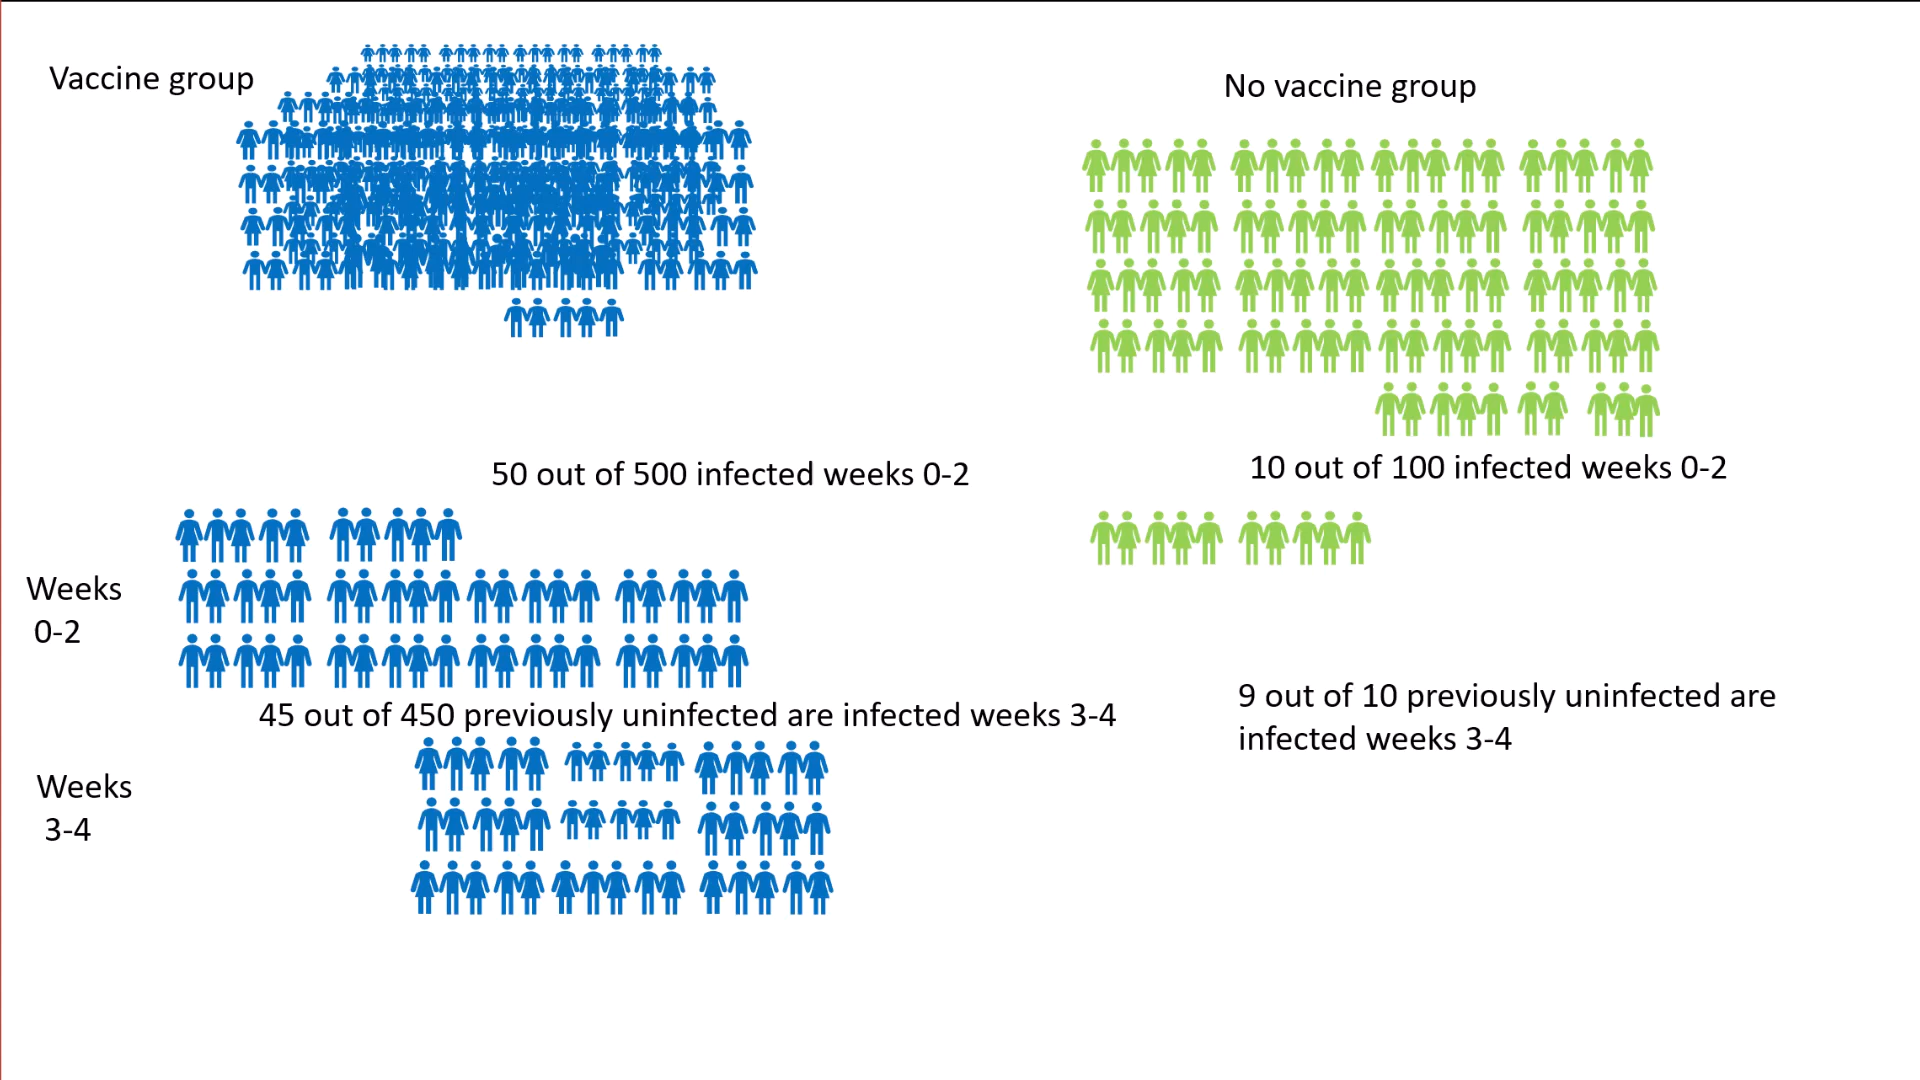 Vaccine group
No vaccine group
50 out of 500 infected weeks 0-2
10 out of 100 infected weeks 0-2
Weeks
0-2
45 out of 450 previously uninfected are infected weeks 3-4
9 out of 10 previously uninfected are
infected weeks 3-4
Weeks
3-4